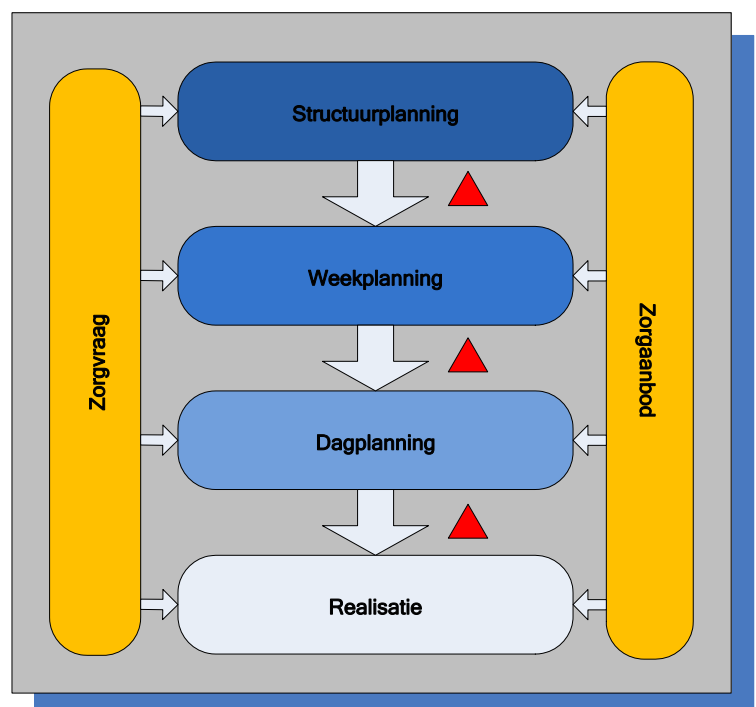 Structuurplanning
Weekplanning
Zorgvraag
Zorgaanbod
Dagplanning
Realisatie